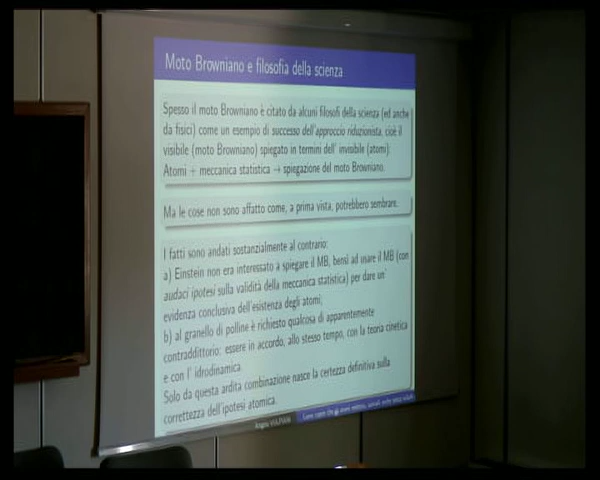 Moto Browniano e filosofia della scienza
Spesso il moto Browniano è citato da alcuni filosofi della scienza (ed anche
da fisici) come un esempio di successo dell'approccio riduzionista, cioè il
visibile (moto Browniano) spiegato in termini dell' invisibile (atomi):
Atomi + meccanica statistica → spiegazione del moto Browniano.
Ma le cose non sono affatto come, a prima vista, potrebbero sembrare.
I fatti sono andati sostanzialmente al contrario:
a) Einstein non era interessato a spiegare il MB, bensì ad usare il MB (con
audaci ipotesi sulla validità della meccanica statistica) per dare un'
evidenza conclusiva dell'esistenza degli atomi;
b) al granello di polline è richiesto qualcosa di apparentemente
contraddittorio: essere in accordo, allo stesso tempo, con la teoria cinetica
e con l' idrodinamica.
Solo da questa ardita combinazione nasce la certezza definitiva sulla
correttezza dell'ipotesi atomica.